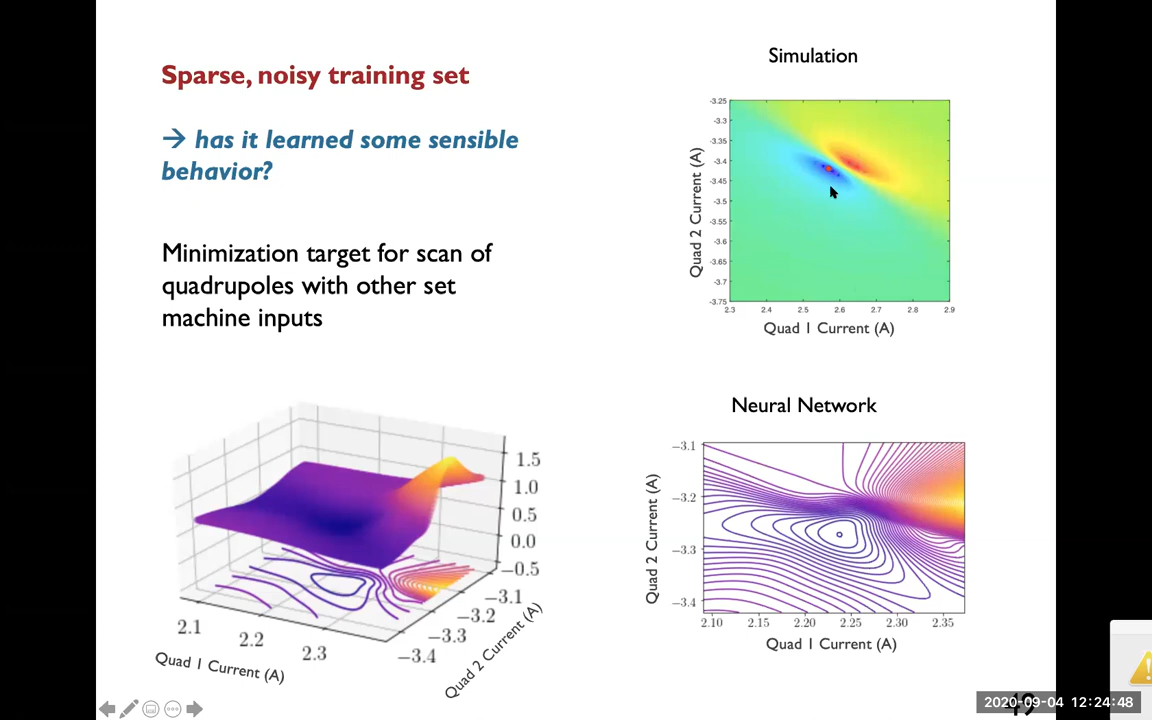 Sparse, noisy training set
→ has it learned some sensible
behavior?
Minimization target for scan of
quadrupoles with other set
machine inputs
Simulation
-3.25
-3.3
-3.35
-3.4
-3.45
-3.5
-3.55
-3.6
-3.65
-3.7
-3.75
2.3 2.4 2.5 2.6 2.7 2.8 2.9
Quad 2 Current (A)
Quad 1 Current (A)
1.5
1.0
0.5
0.0
−0.5
−3.1
−3.2
−3.3
−3.4
2.1
2.2
2.3
Quad 1 Current (A)
Quad 2 Current (A)
Neural Network
−3.1
−3.2
−3.3
−3.4
2.10 2.15 2.20 2.25 2.30 2.35
Quad 2 Current (A)
Quad 1 Current (A)
2020-09-04 12:24:48